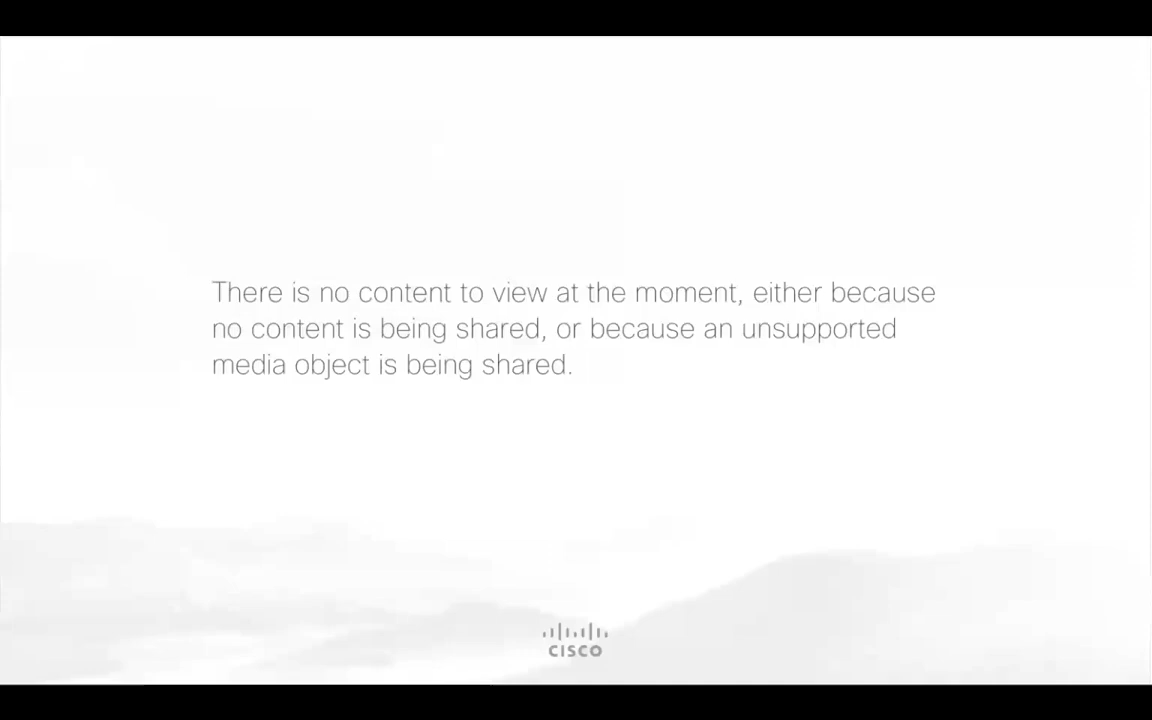 There is no content to view at the moment, either because
no content is being shared, or because an unsupported
media object is being shared.
CISCO